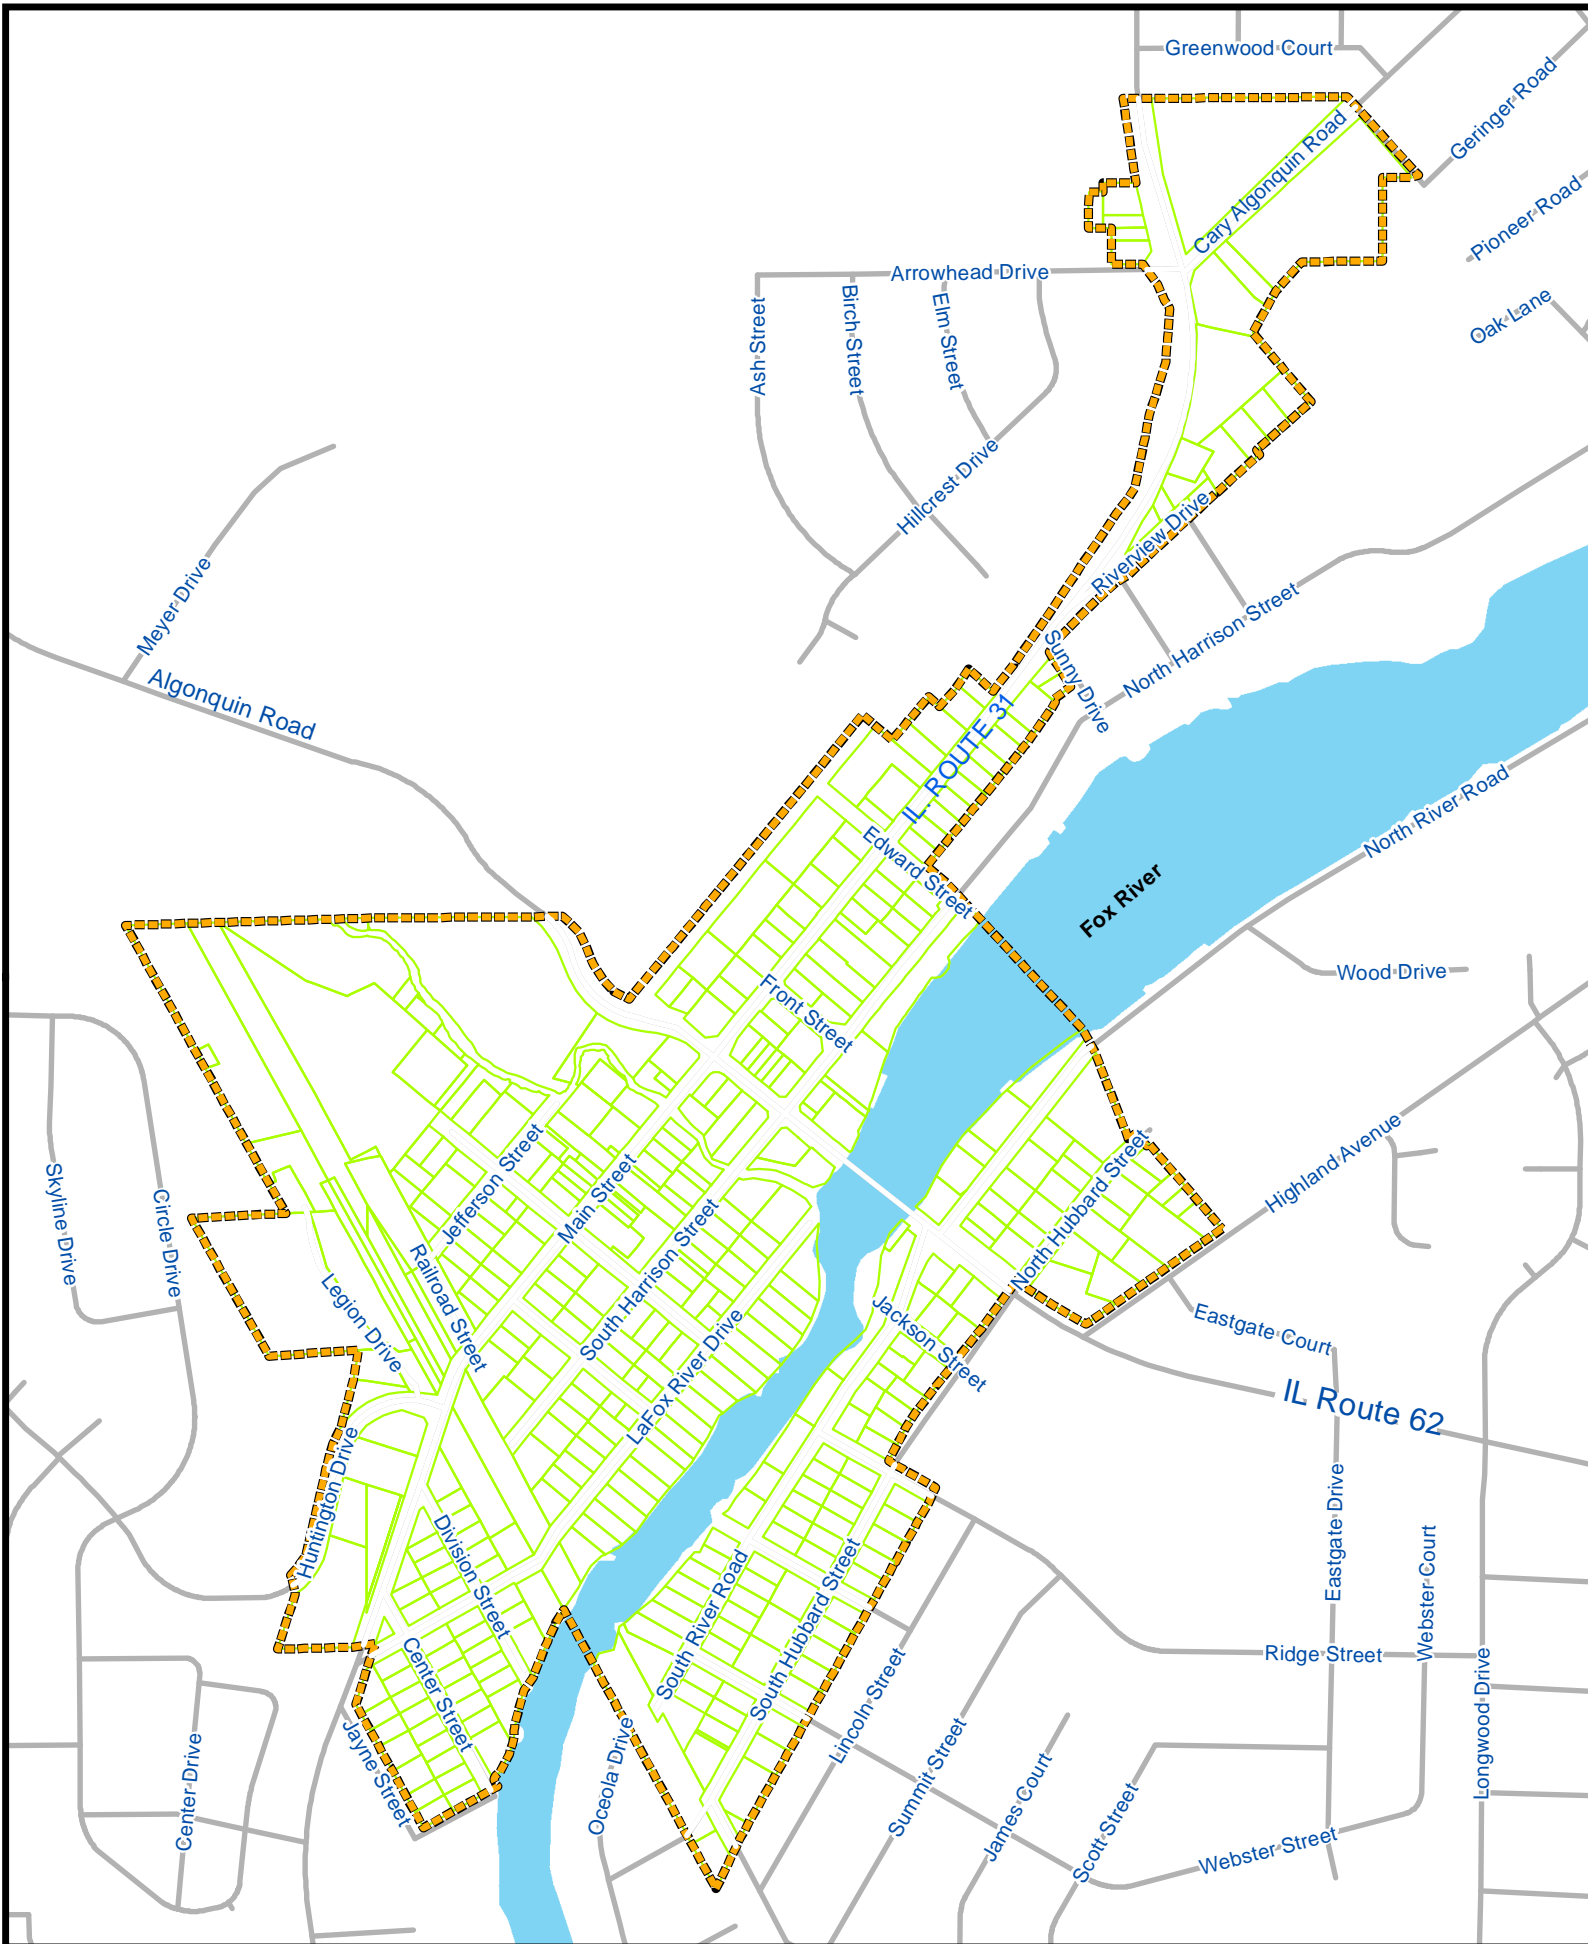 Greenwood Court
Geringer Road
Cary Algonquin Road
Pioneer Road
Arrowhead Drive
Oak Lane
Ash Street
Birch Street
Elm Street
Hillcrest Drive
Riverview Drive
Meyer Drive
North Harrison Street
Sunny Drive
Algonquin Road
IL. ROUTE 31
North River Road
Edward Street
Fox River
Wood Drive
Front Street
Highland Avenue
Jefferson Street
Main Street
North Hubbard Street
Skyline Drive
Circle Drive
South Harrison Street
Railroad Street
Legion Drive
Jackson Street
Eastgate Court
LaFox River Drive
IL Route 62
Huntington Drive
Division Street
Eastgate Drive
Webster Court
South River Road
South Hubbard Street
Center Street
Ridge Street
Lincoln Street
Longwood Drive
Jayne Street
Center Drive
Oceola Drive
Summit Street
James Court
Scott Street
Webster Street